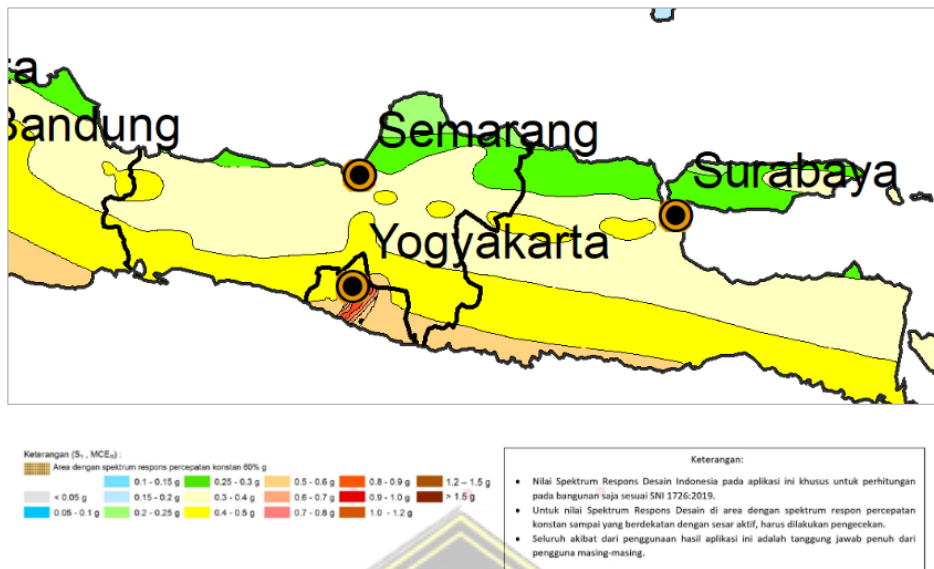 ta
Bandung
Semarang
Surabaya
Yogyakarta
Keterangan (S₁ , MCEᵣ) :
Area dengan spektrum respons percepatan konstan 60% g
< 0.05 g
0.05 - 0.1 g
0.1 - 0.15 g
0.15 - 0.2 g
0.2 - 0.25 g
0.25 - 0.3 g
0.3 - 0.4 g
0.4 - 0.5 g
0.5 - 0.6 g
0.6 - 0.7 g
0.7 - 0.8 g
0.8 - 0.9 g
0.9 - 1.0 g
1.0 - 1.2 g
1.2 – 1.5 g
> 1.5 g
Keterangan:
• Nilai Spektrum Respons Desain Indonesia pada aplikasi ini khusus untuk perhitungan
pada bangunan saja sesuai SNI 1726:2019.
• Untuk nilai Spektrum Respons Desain di area dengan spektrum respon percepatan
konstan sampai yang berdekatan dengan sesar aktif, harus dilakukan pengecekan.
• Seluruh akibat dari penggunaan hasil aplikasi ini adalah tanggung jawab penuh dari
pengguna masing-masing.